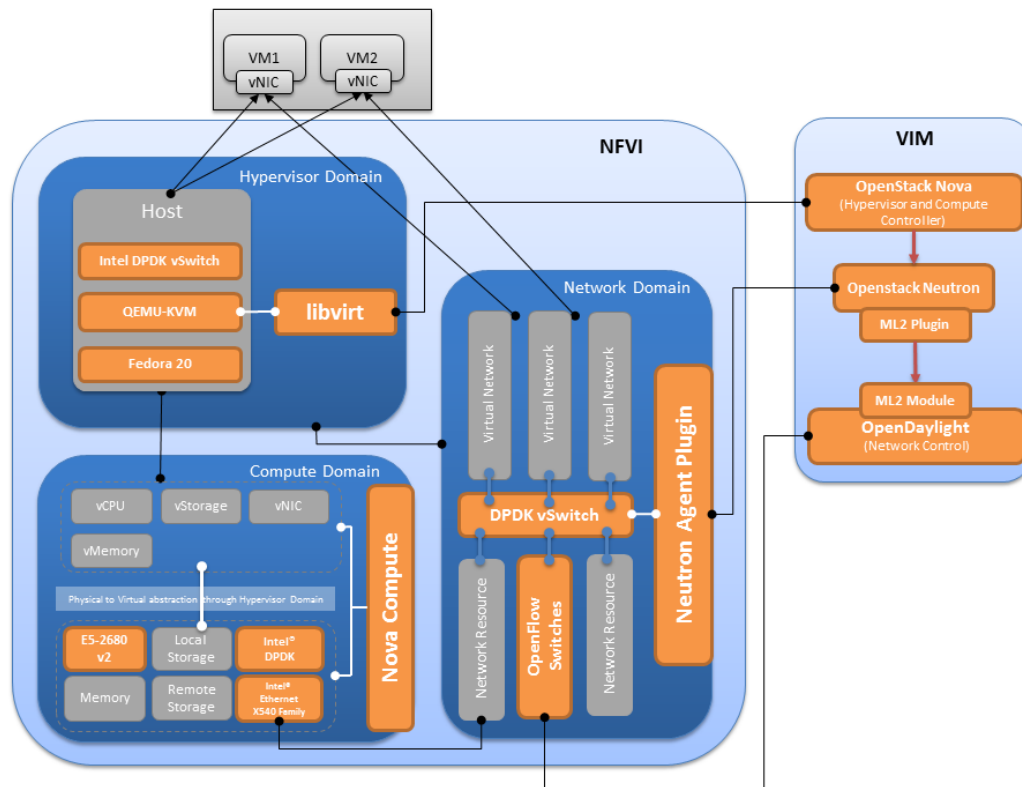 VM1
vNIC
VM2
vNIC
NFVI
Hypervisor Domain
Host
Intel DPDK vSwitch
QEMU-KVM
Fedora 20
libvirt
Compute Domain
vCPU
vStorage
vNIC
vMemory
Physical to Virtual abstraction through Hypervisor Domain
E5-2680
v2
Local
Storage
Intel®
DPDK
Memory
Remote
Storage
Intel®
Ethernet
X540 Family
Nova Compute
Network Domain
Virtual Network
Virtual Network
Virtual Network
DPDK vSwitch
Network Resource
OpenFlow
Switches
Network Resource
Neutron Agent Plugin
VIM
OpenStack Nova
(Hypervisor and Compute
Controller)
Openstack Neutron
ML2 Plugin
ML2 Module
OpenDaylight
(Network Control)